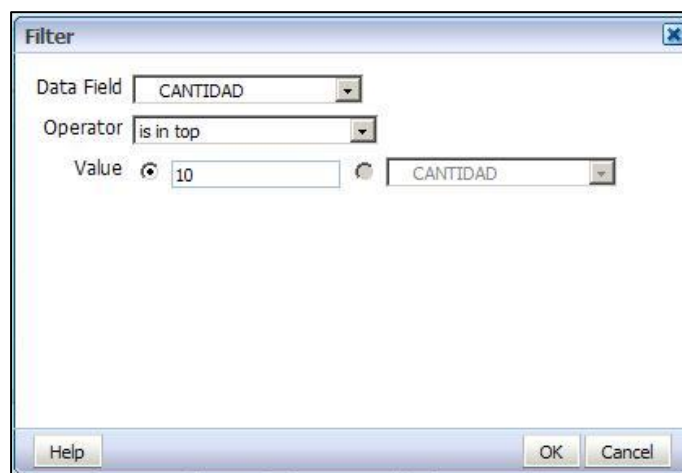 Filter
Data Field CANTIDAD
Operator is in top
Value 10 CANTIDAD
Help OK Cancel